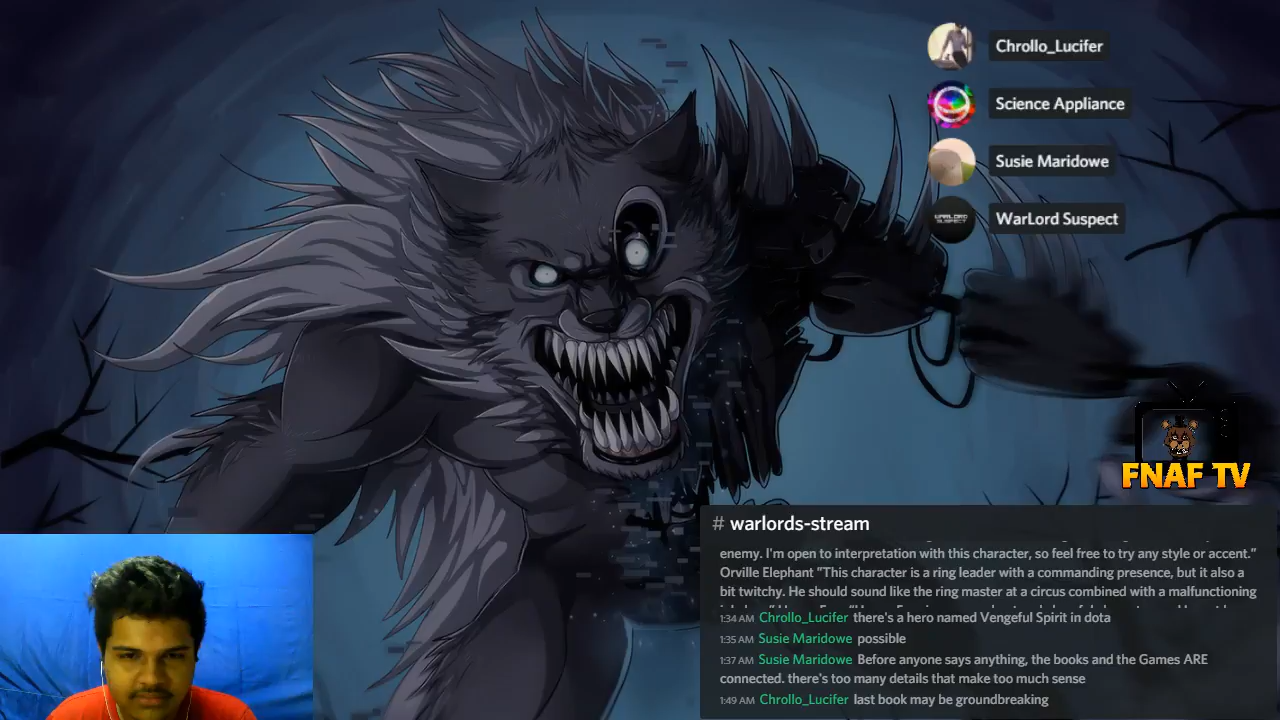 Chrollo_Lucifer
Science Appliance
Susie Maridowe
WARLORD
SUSPECT
WarLord Suspect
FNAF TV
# warlords-stream
enemy. I'm open to interpretation with this character, so feel free to try any style or accent."
Orville Elephant "This character is a ring leader with a commanding presence, but it also a
bit twitchy. He should sound like the ring master at a circus combined with a malfunctioning
1:34 AM Chrollo_Lucifer there's a hero named Vengeful Spirit in dota
1:35 AM Susie Maridowe possible
1:37 AM Susie Maridowe Before anyone says anything, the books and the Games ARE
connected. there's too many details that make too much sense
1:49 AM Chrollo_Lucifer last book may be groundbreaking